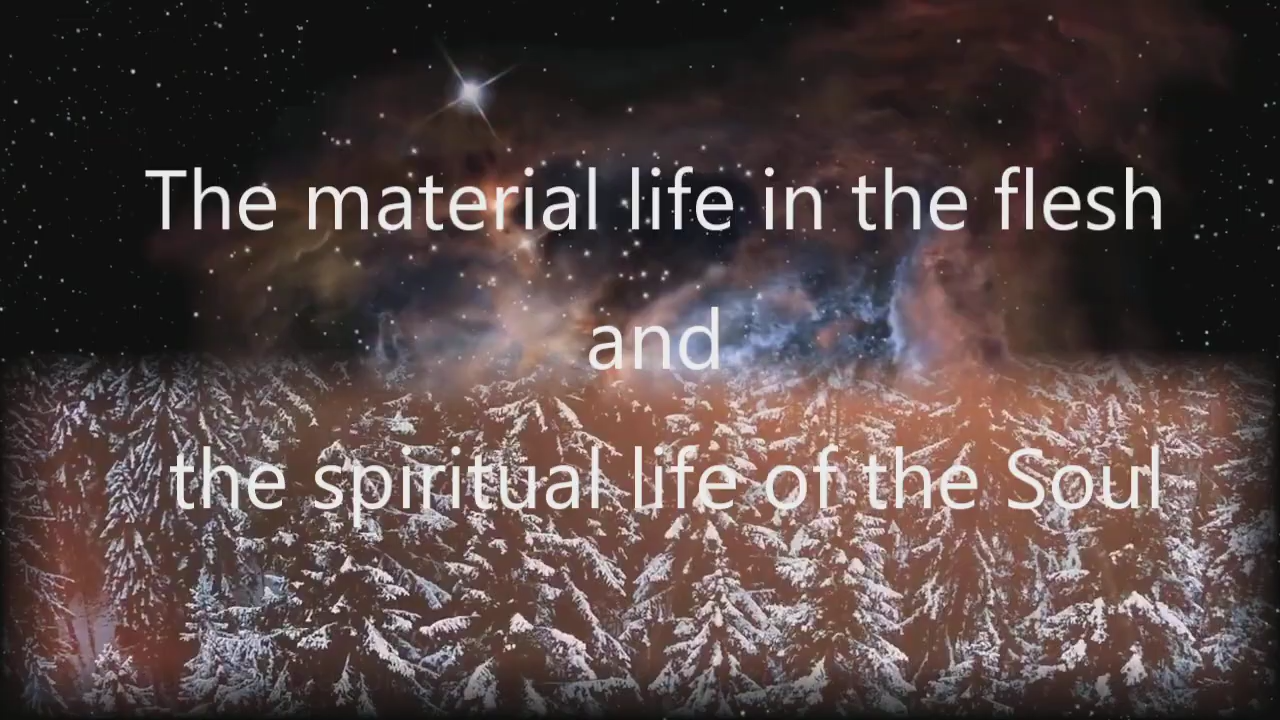 The material life in the flesh
and
the spiritual life of the Soul